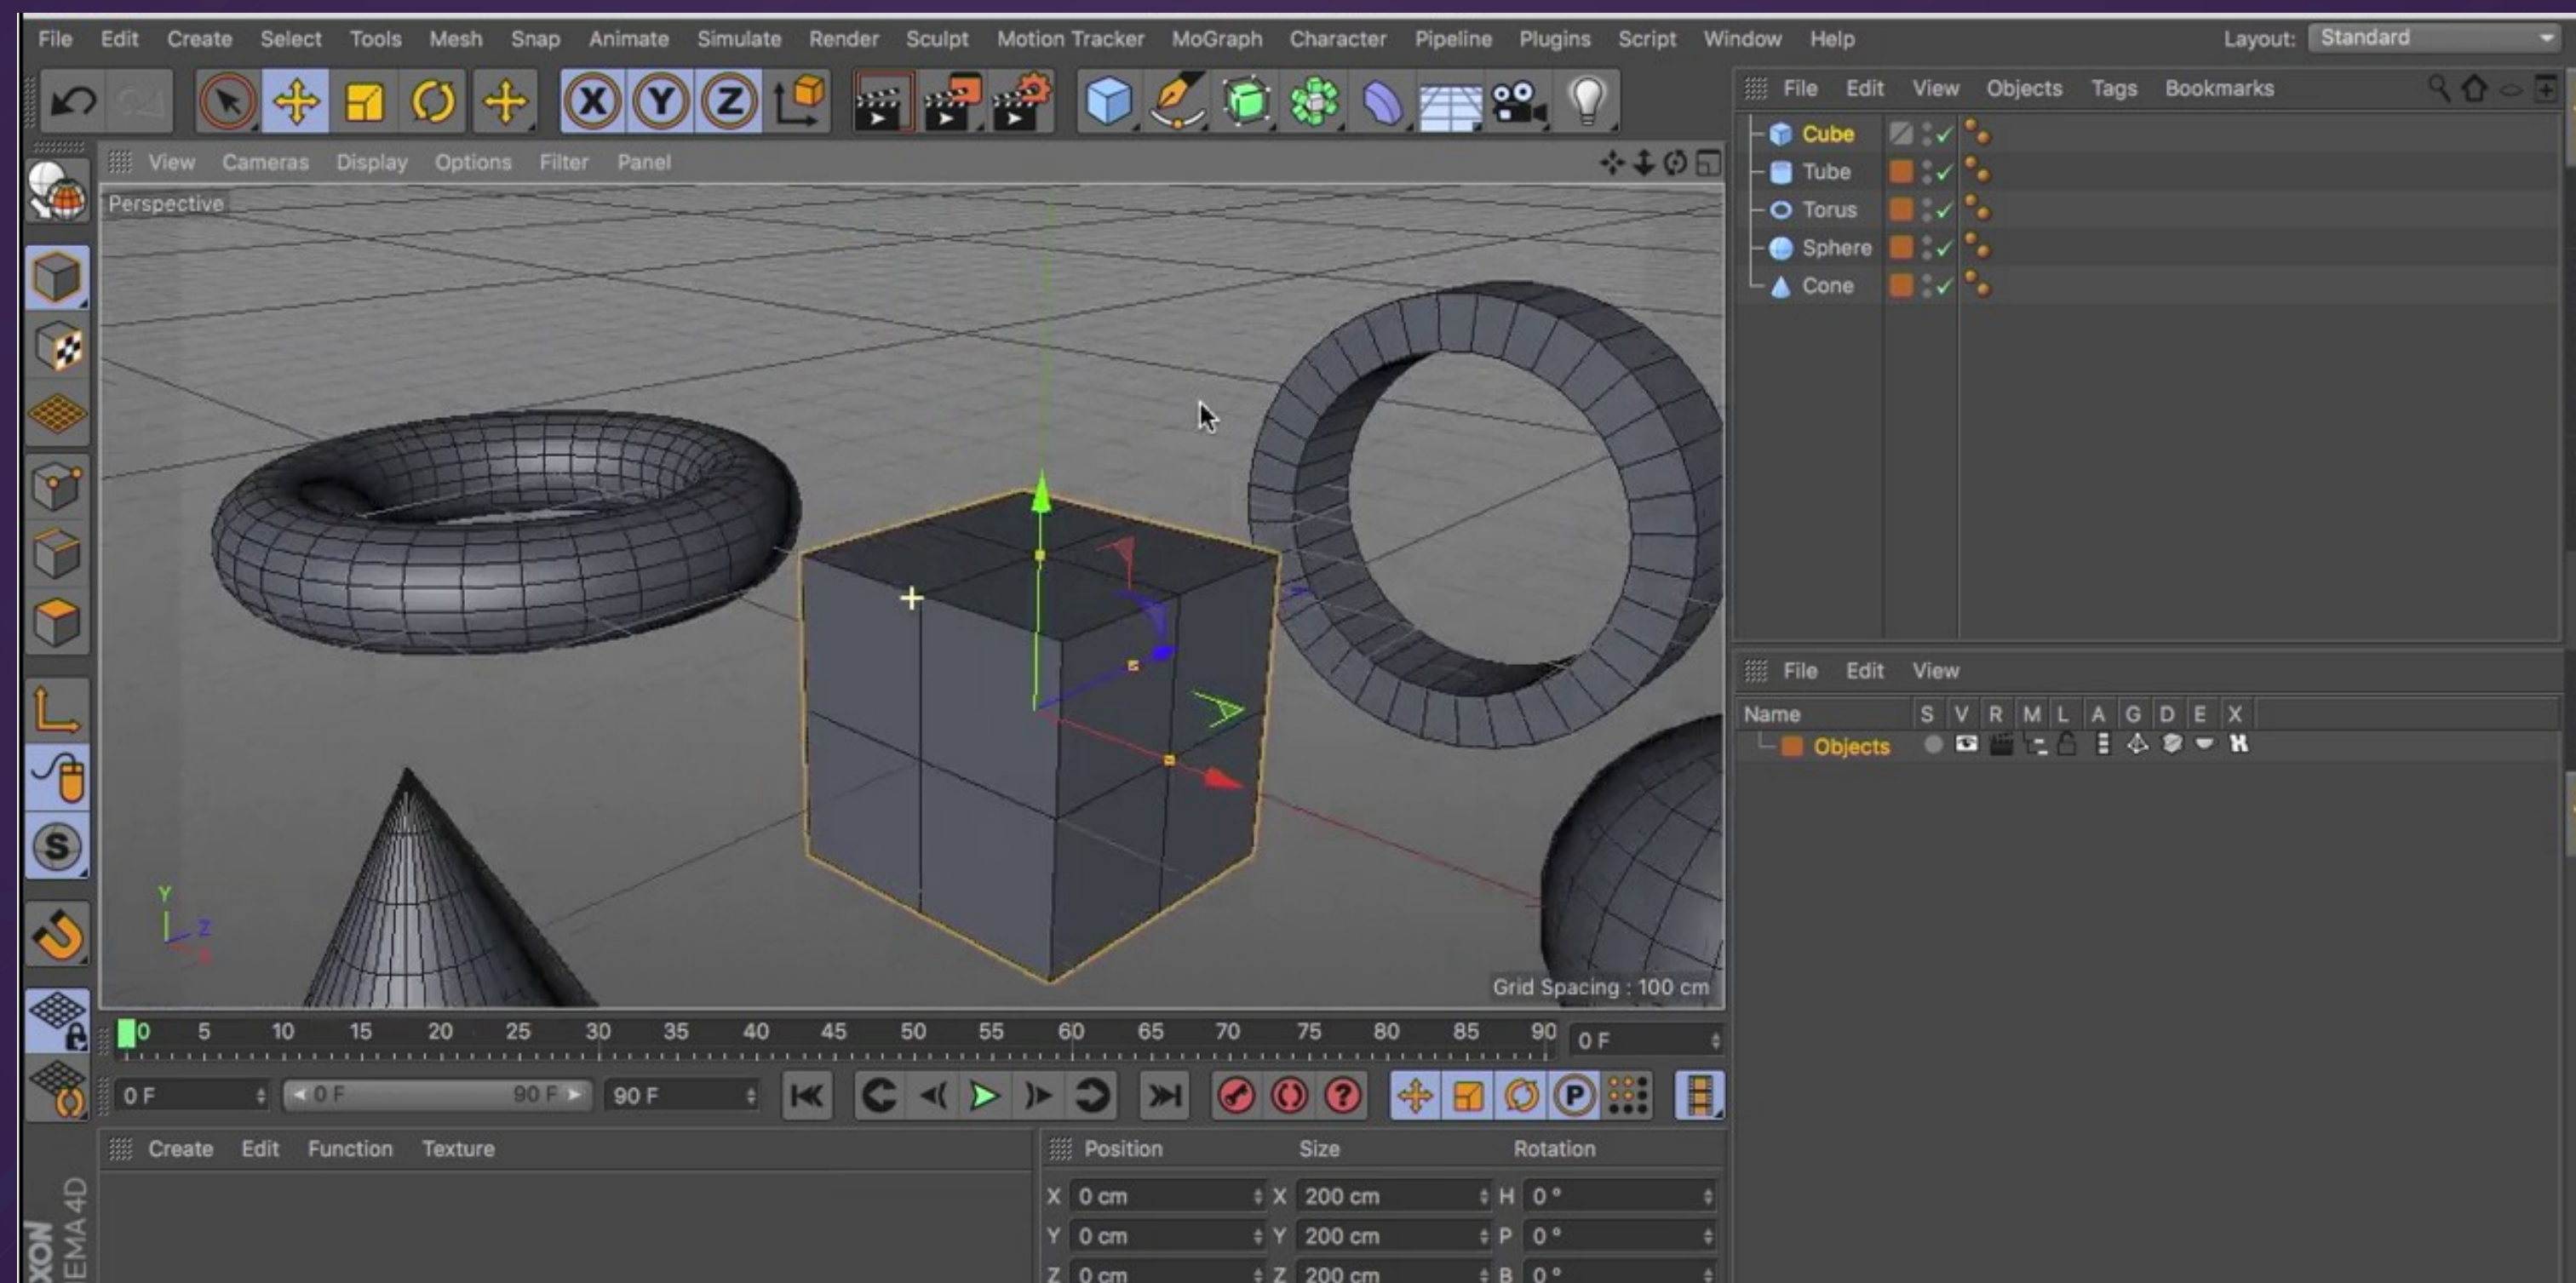 File Edit Create Select Tools Mesh Snap Animate Simulate Render Sculpt Motion Tracker MoGraph Character Pipeline Plugins Script Window Help Layout: Standard
X Y Z
File Edit View Objects Tags Bookmarks
Cube
Tube
Torus
Sphere
Cone
View Cameras Display Options Filter Panel
Perspective
Y
Z
X
Grid Spacing : 100 cm
S
File Edit View
Name S V R M L A G D E X
Objects
0 5 10 15 20 25 30 35 40 45 50 55 60 65 70 75 80 85 90 0 F
0 F 0 F 90 F 90 F ? P
Create Edit Function Texture
Position Size Rotation
X 0 cm X 200 cm H 0 °
Y 0 cm Y 200 cm P 0 °
Z 0 cm Z 200 cm B 0 °
XON
EMA 4D